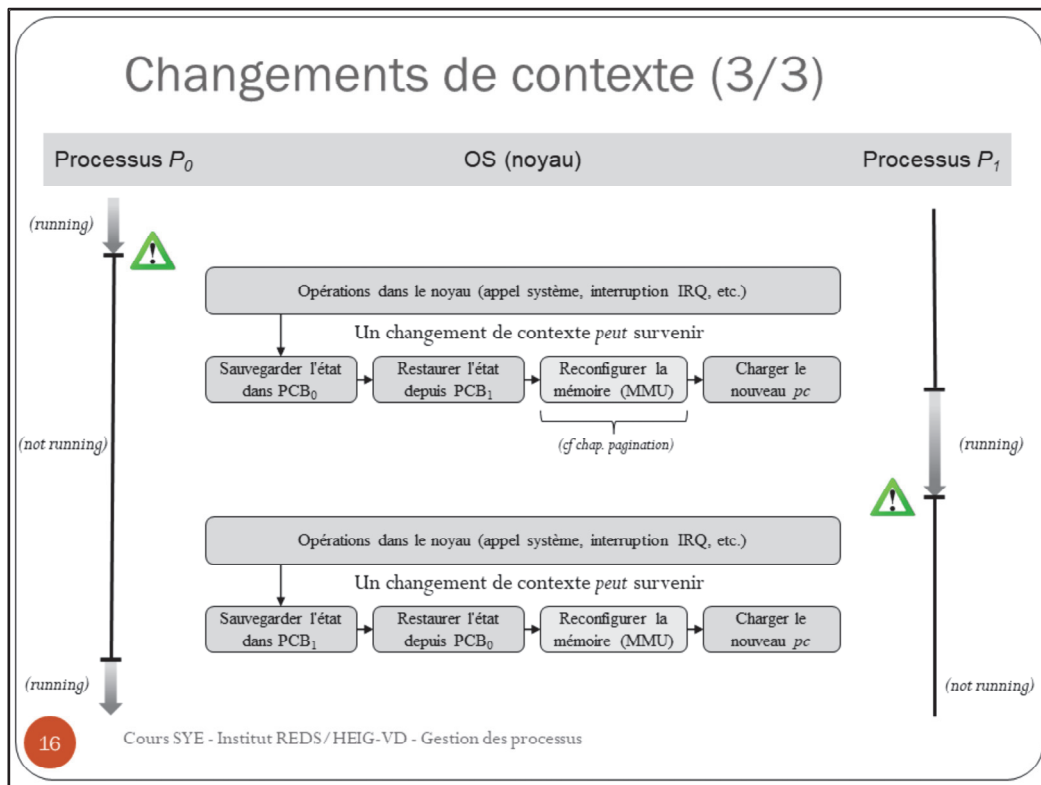 Changements de contexte (3/3)
Processus P0 OS (noyau) Processus P1
(running)
Opérations dans le noyau (appel système, interruption IRQ, etc.)
Un changement de contexte peut survenir
Sauvegarder l'état
dans PCB0
Restaurer l'état
depuis PCB1
Reconfigurer la
mémoire (MMU)
Charger le
nouveau pc
(not running)
(cf chap. pagination)
(running)
Opérations dans le noyau (appel système, interruption IRQ, etc.)
Un changement de contexte peut survenir
Sauvegarder l'état
dans PCB1
Restaurer l'état
depuis PCB0
Reconfigurer la
mémoire (MMU)
Charger le
nouveau pc
(running)
(not running)
16
Cours SYE - Institut REDS/HEIG-VD - Gestion des processus